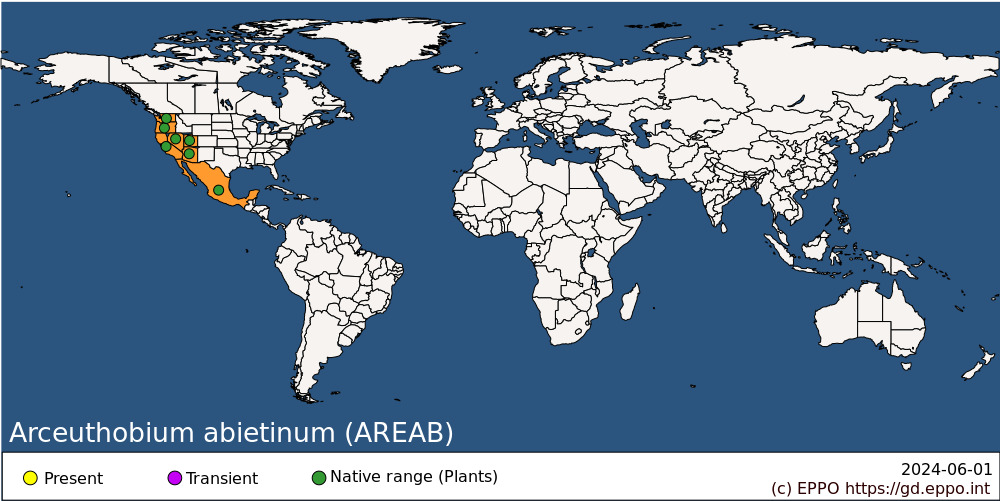 Arceuthobium abietinum (AREAB)
Present
Transient
Native range (Plants)
2024-06-01
(c) EPPO https://gd.eppo.int